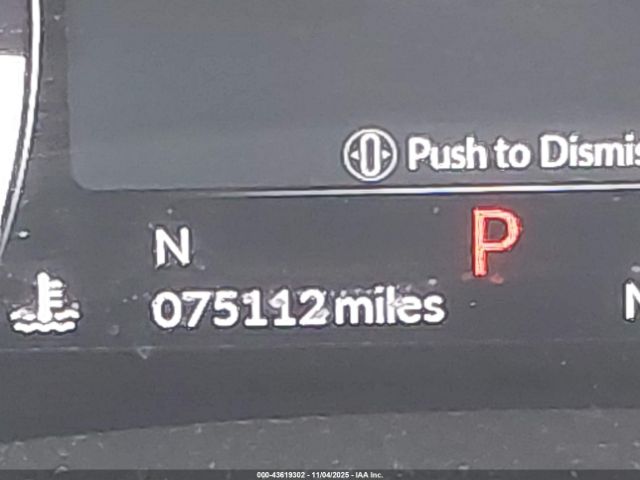 Push to Dismis
N P
075112 miles N
000-43619302 - 11/04/2025 - IAA Inc.